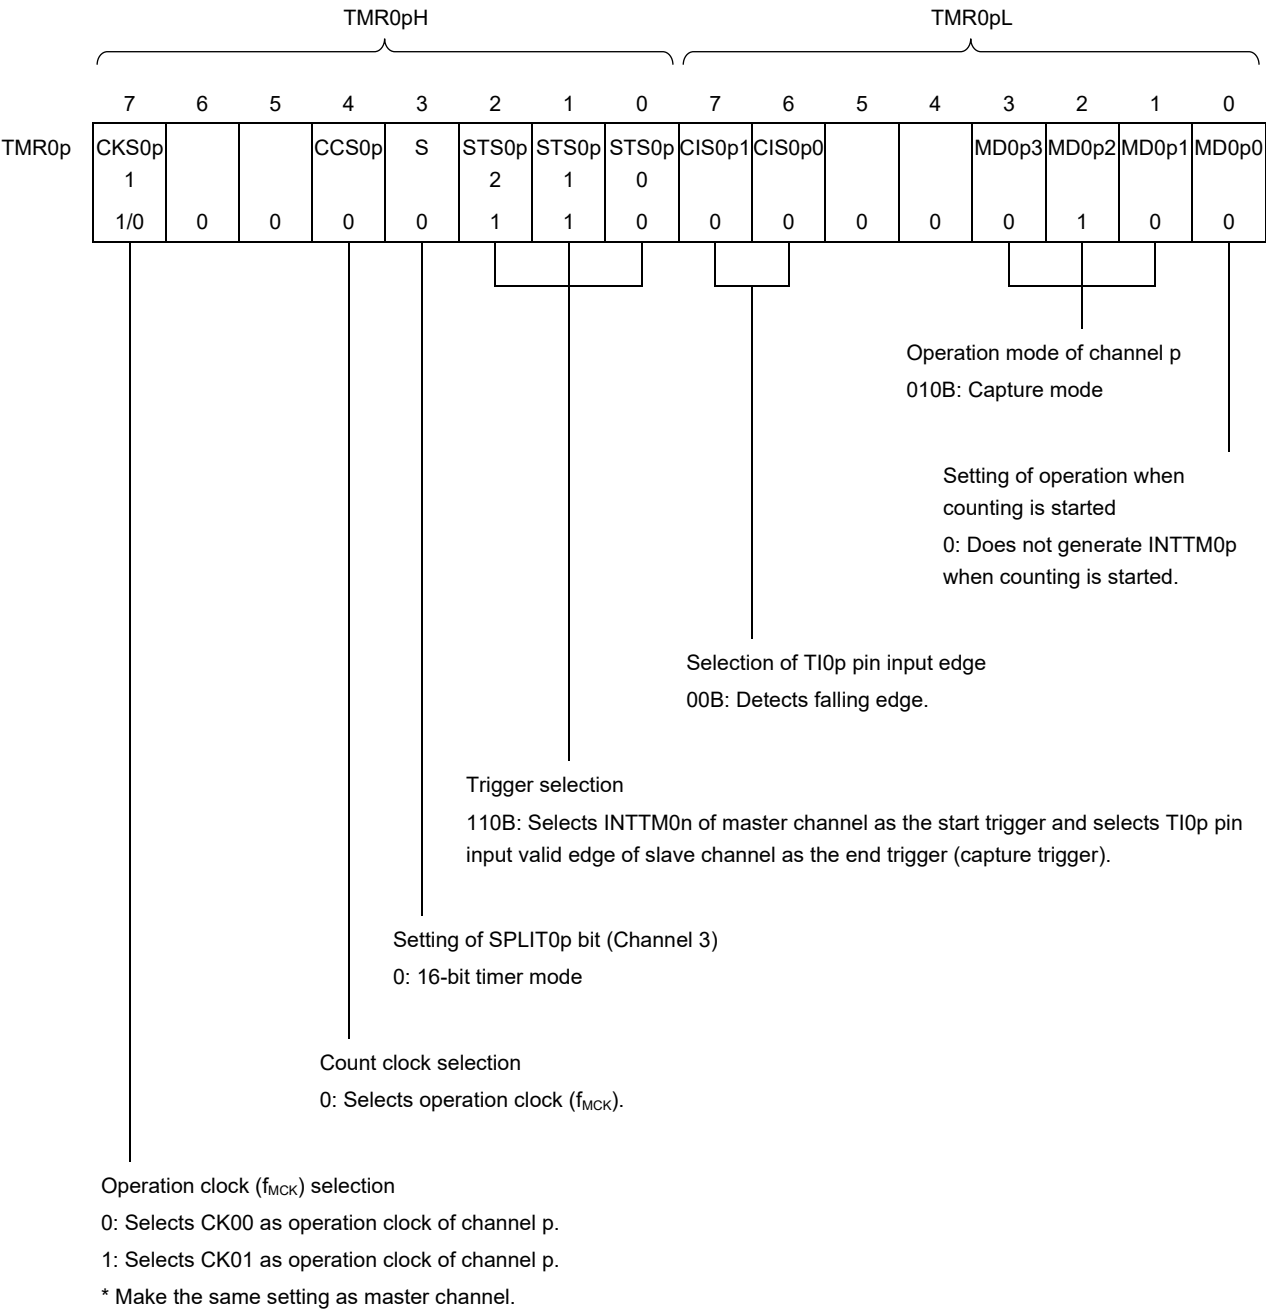 TMR0pH TMR0pL
7 6 5 4 3 2 1 0 7 6 5 4 3 2 1 0
TMR0p CKS0p CCS0p S STS0p STS0p STS0p CIS0p1 CIS0p0 MD0p3 MD0p2 MD0p1 MD0p0
1 2 1 0
1/0 0 0 0 0 1 1 0 0 0 0 0 0 1 0 0
Operation mode of channel p
010B: Capture mode
Setting of operation when
counting is started
0: Does not generate INTTM0p
when counting is started.
Selection of TI0p pin input edge
00B: Detects falling edge.
Trigger selection
110B: Selects INTTM0n of master channel as the start trigger and selects TI0p pin
input valid edge of slave channel as the end trigger (capture trigger).
Setting of SPLIT0p bit (Channel 3)
0: 16-bit timer mode
Count clock selection
0: Selects operation clock (fMCK).
Operation clock (fMCK) selection
0: Selects CK00 as operation clock of channel p.
1: Selects CK01 as operation clock of channel p.
* Make the same setting as master channel.